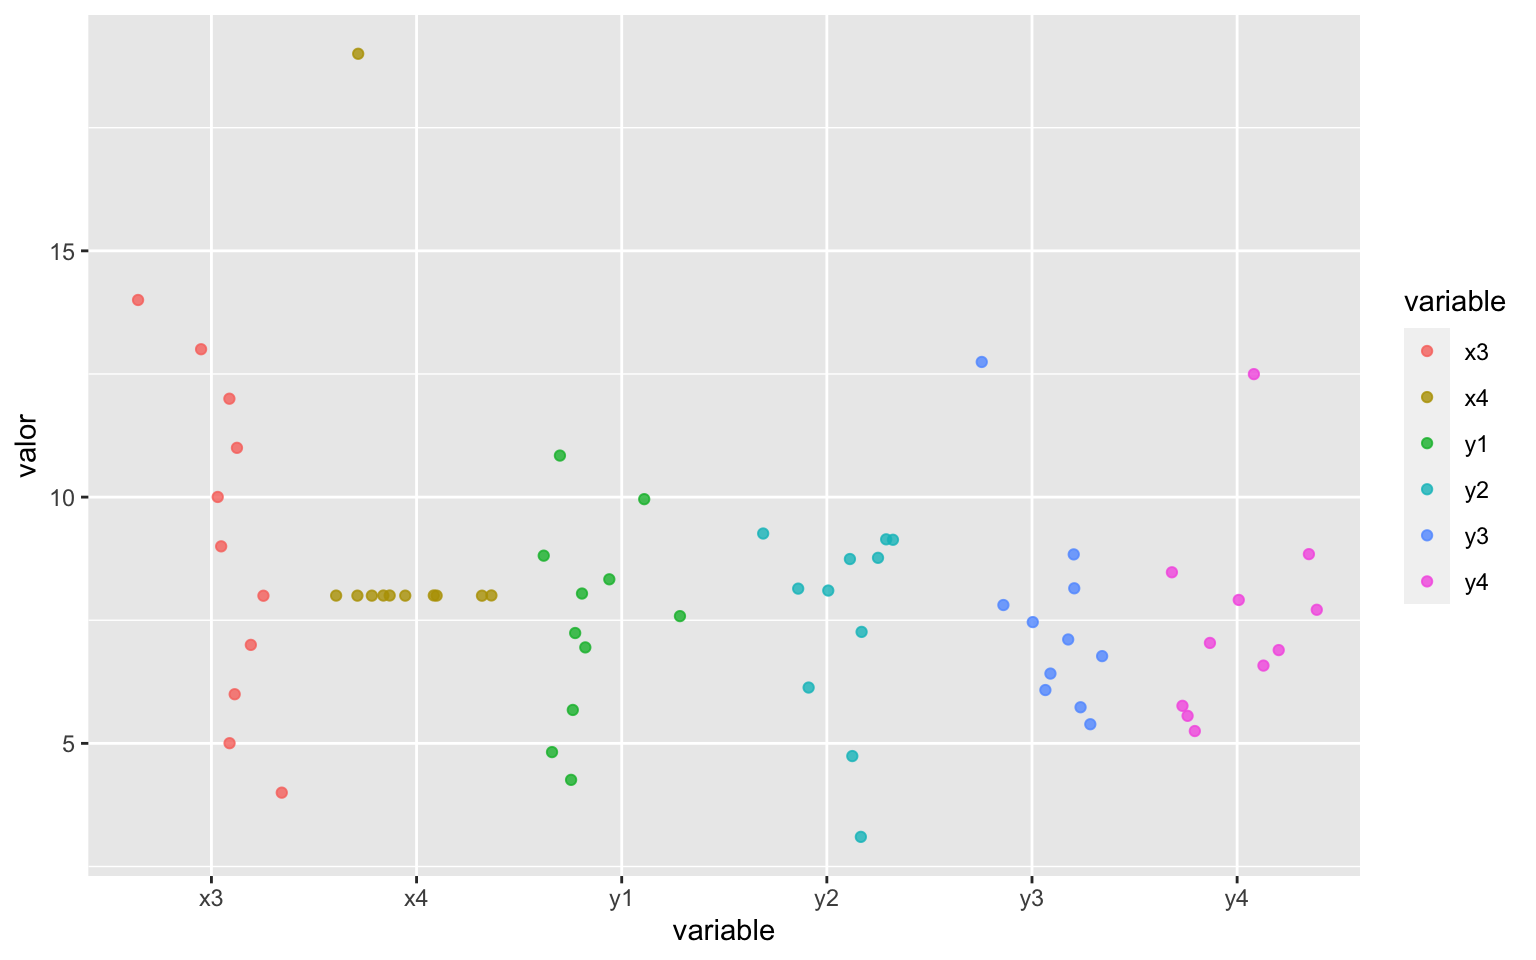 valor
15
10
5
x3 x4 y1 y2 y3 y4
variable
variable
x3
x4
y1
y2
y3
y4